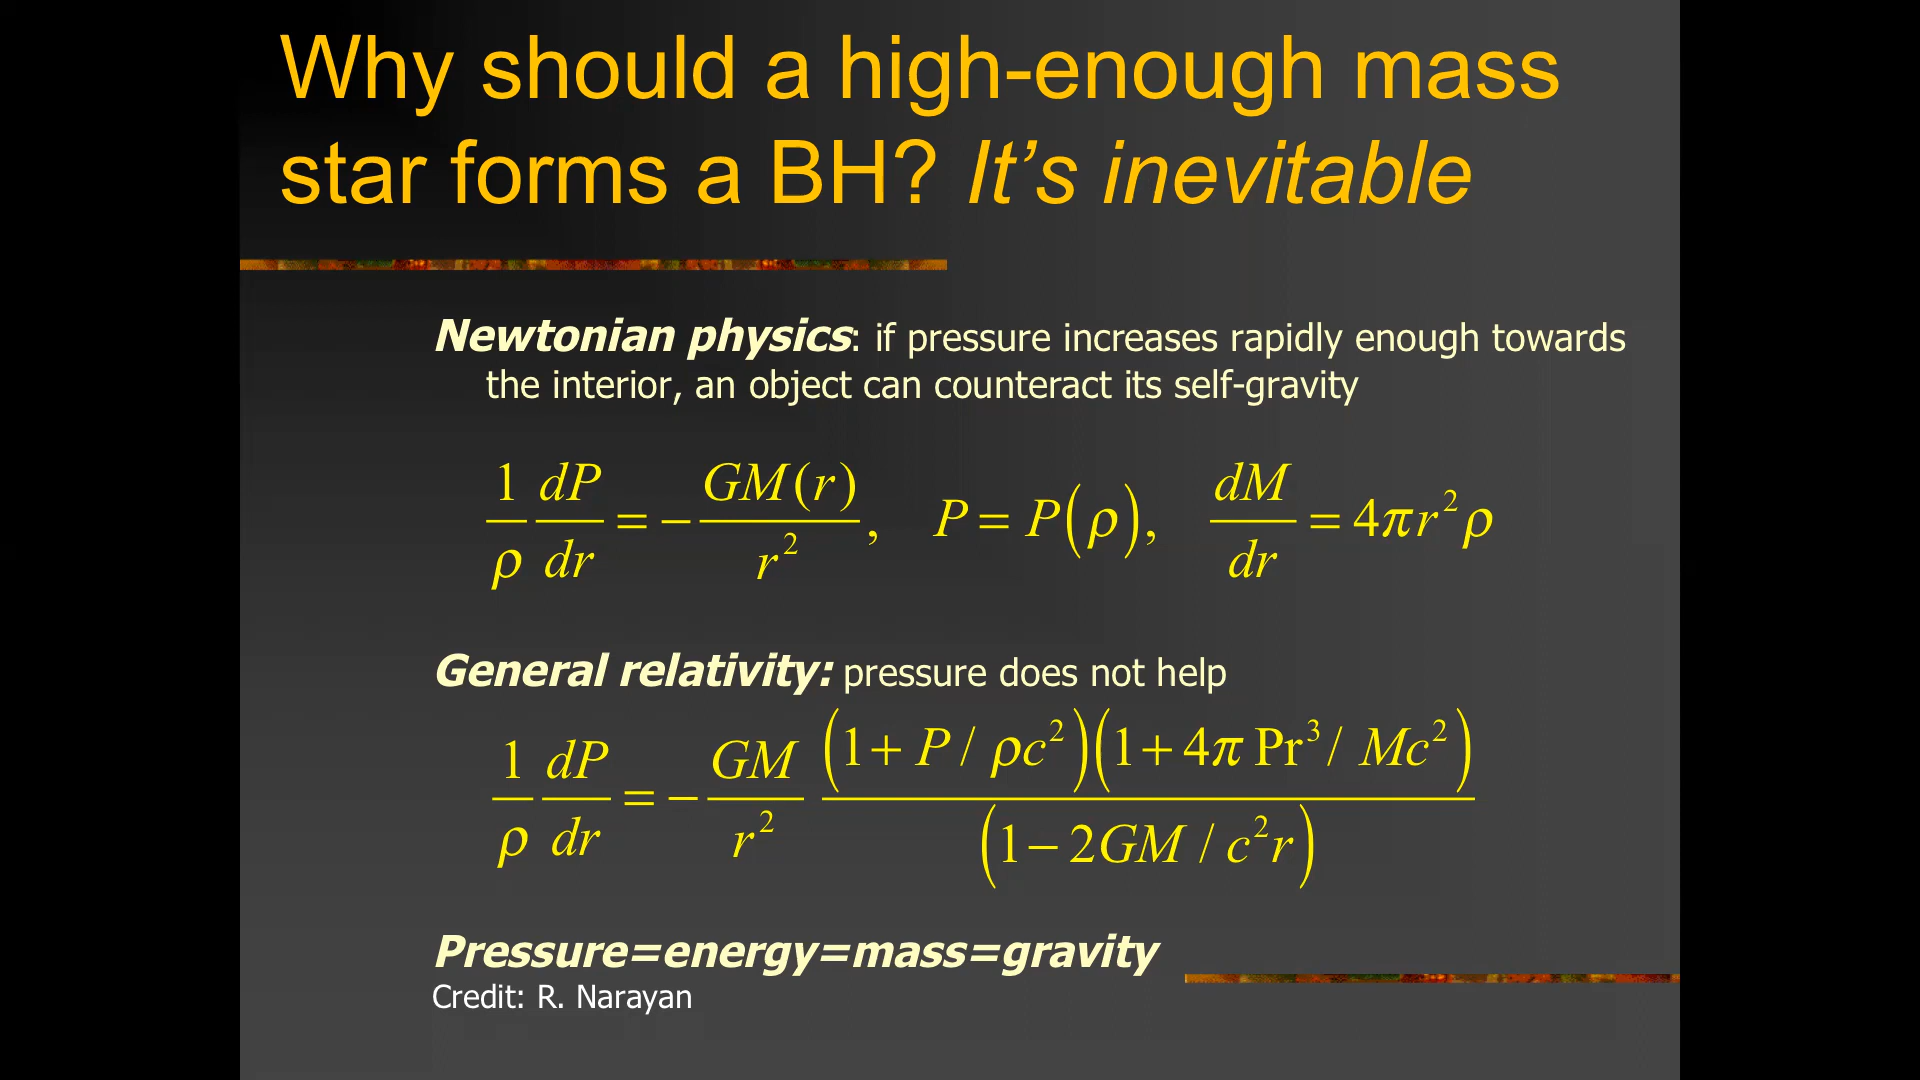 Why should a high-enough mass
star forms a BH? It’s inevitable
Newtonian physics: if pressure increases rapidly enough towards
the interior, an object can counteract its self-gravity
1/ρ dP/dr = − GM(r)/r², P = P(ρ), dM/dr = 4πr²ρ
General relativity: pressure does not help
1/ρ dP/dr = − GM/r² (1 + P / ρc²)(1 + 4π Pr³ / Mc²)/(1 − 2GM / c²r)
Pressure=energy=mass=gravity
Credit: R. Narayan